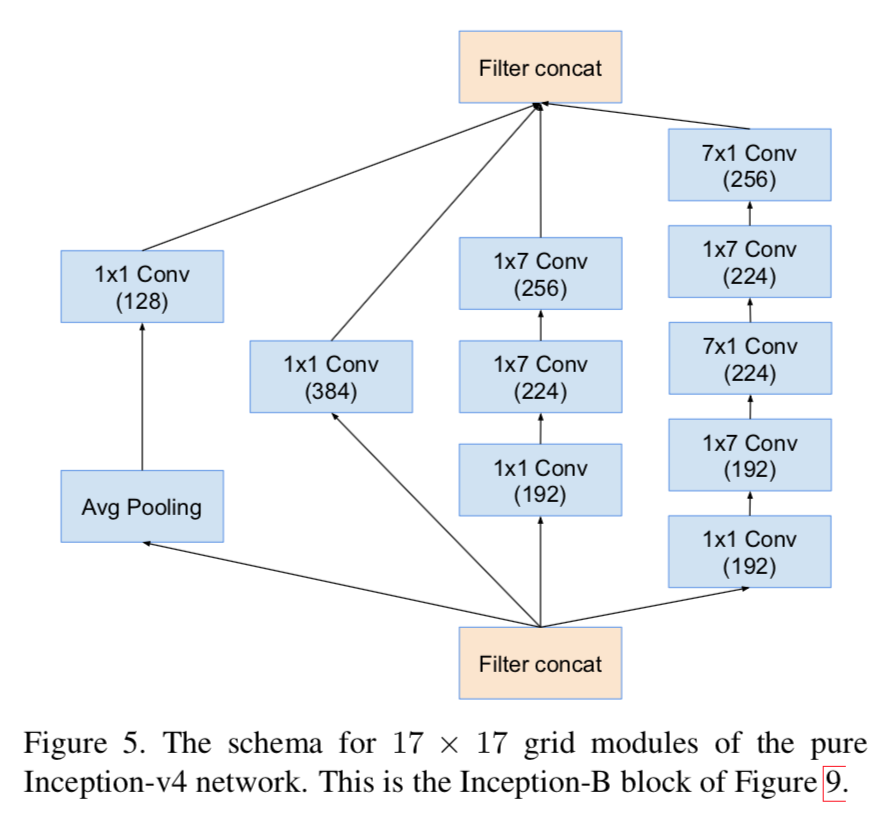 Filter concat
1x1 Conv
(128)
Avg Pooling
1x1 Conv
(384)
1x7 Conv
(256)
1x7 Conv
(224)
1x1 Conv
(192)
7x1 Conv
(256)
1x7 Conv
(224)
7x1 Conv
(224)
1x7 Conv
(192)
1x1 Conv
(192)
Filter concat
Figure 5. The schema for 17 × 17 grid modules of the pure
Inception-v4 network. This is the Inception-B block of Figure 9.